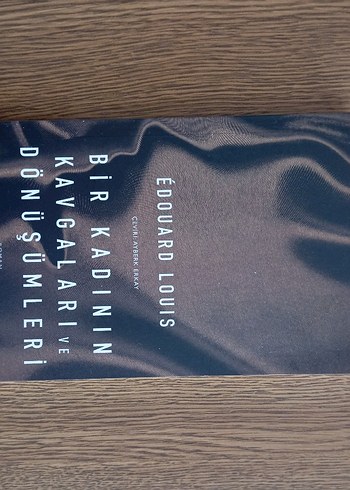 ÉDOUARD LOUIS
ÇEVİRİ: AYBERK ERKAY
BİR KADININ
KAVGALARI VE
DÖNÜŞÜMLERİ